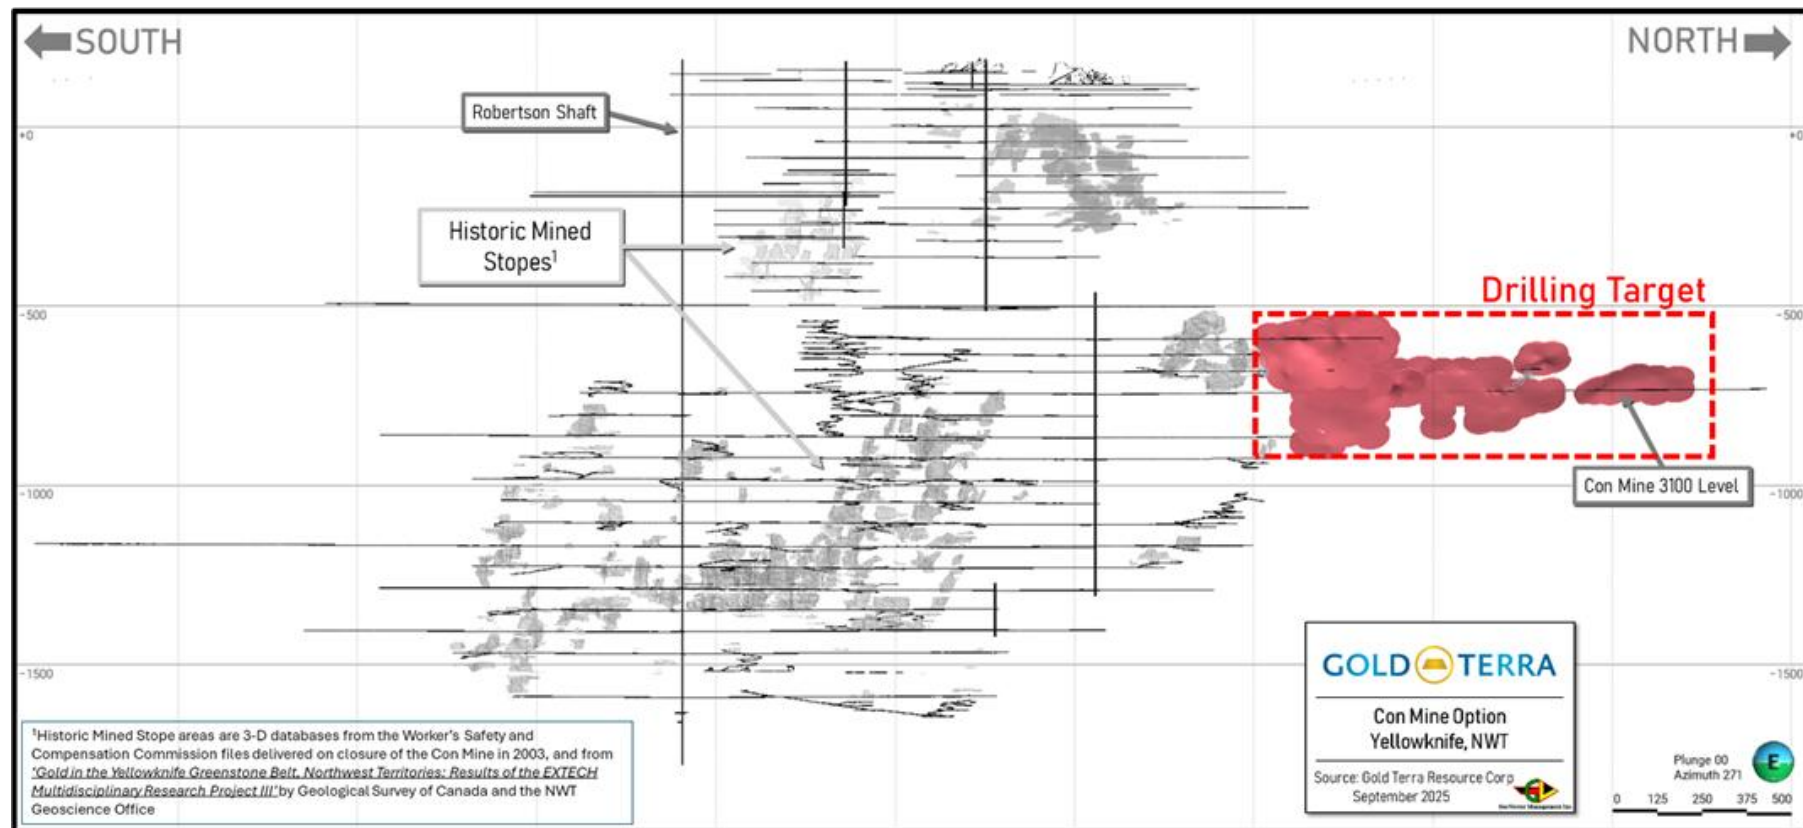 SOUTH
NORTH
Robertson Shaft
+0
+0
Historic Mined
Stopes¹
Drilling Target
-500
-500
Con Mine 3100 Level
-1000
-1000
-1500
-1500
GOLD TERRA
Con Mine Option
Yellowknife, NWT
Source: Gold Terra Resource Corp
September 2025
¹Historic Mined Stope areas are 3-D databases from the Worker's Safety and
Compensation Commission files delivered on closure of the Con Mine in 2003, and from
"Gold in the Yellowknife Greenstone Belt, Northwest Territories: Results of the EXTECH
Multidisciplinary Research Project III" by Geological Survey of Canada and the NWT
Geoscience Office
Plunge 00
Azimuth 271
E
0 125 250 375 500